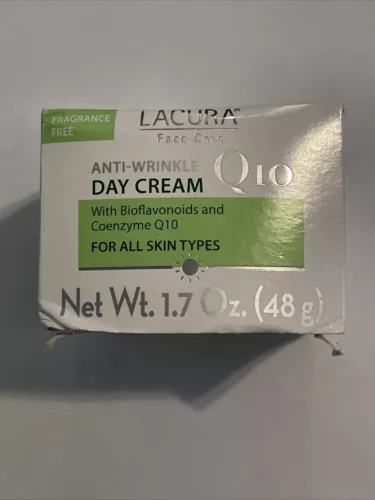 FRAGRANCE
FREE
LACURA®
Face Care
ANTI-WRINKLE
DAY CREAM
Q10
With Bioflavonoids and
Coenzyme Q10
FOR ALL SKIN TYPES
Net Wt. 1.7 Oz. (48 g)